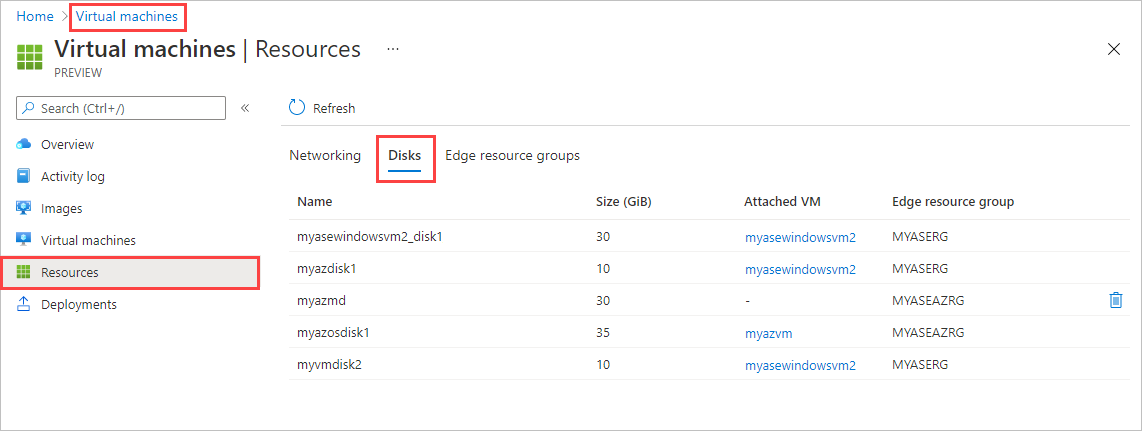 Home > Virtual machines
Virtual machines | Resources ...
PREVIEW
Search (Ctrl+/) «
Refresh
Overview
Activity log
Images
Virtual machines
Resources
Deployments
Networking Disks Edge resource groups
Name Size (GiB) Attached VM Edge resource group
myasewindowsvm2_disk1 30 myasewindowsvm2 MYASERG
myazdisk1 10 myasewindowsvm2 MYASERG
myazmd 30 - MYASEAZRG
myazosdisk1 35 myazvm MYASEAZRG
myvmdisk2 10 myasewindowsvm2 MYASERG